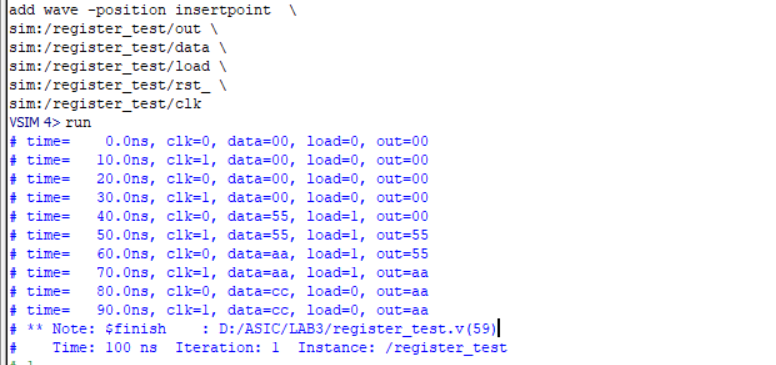 add wave -position insertpoint  \
sim:/register_test/out \
sim:/register_test/data \
sim:/register_test/load \
sim:/register_test/rst_ \
sim:/register_test/clk
VSIM 4> run
# time=    0.0ns, clk=0, data=00, load=0, out=00
# time=   10.0ns, clk=1, data=00, load=0, out=00
# time=   20.0ns, clk=0, data=00, load=0, out=00
# time=   30.0ns, clk=1, data=00, load=0, out=00
# time=   40.0ns, clk=0, data=55, load=1, out=00
# time=   50.0ns, clk=1, data=55, load=1, out=55
# time=   60.0ns, clk=0, data=aa, load=1, out=55
# time=   70.0ns, clk=1, data=aa, load=1, out=aa
# time=   80.0ns, clk=0, data=cc, load=0, out=aa
# time=   90.0ns, clk=1, data=cc, load=0, out=aa
# ** Note: $finish    : D:/ASIC/LAB3/register_test.v(59)
#    Time: 100 ns  Iteration: 1  Instance: /register_test